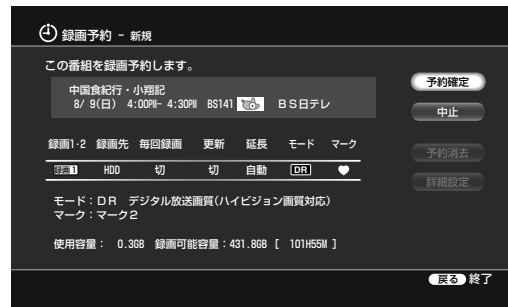 録画予約 - 新規
この番組を録画予約します。
中国食紀行・小翔記
8/ 9(日) 4:00PM- 4:30PM BS141 BS日テレ
予約確定
中止
予約消去
詳細設定
録画1·2 録画先 毎回録画 更新 延長 モード マーク
録画1 HDD 切 切 自動 DR ♥
モード：DR デジタル放送画質(ハイビジョン画質対応)
マーク：マーク2
使用容量： 0.3GB 録画可能容量：431.8GB [ 101H55M ]
戻る 終了